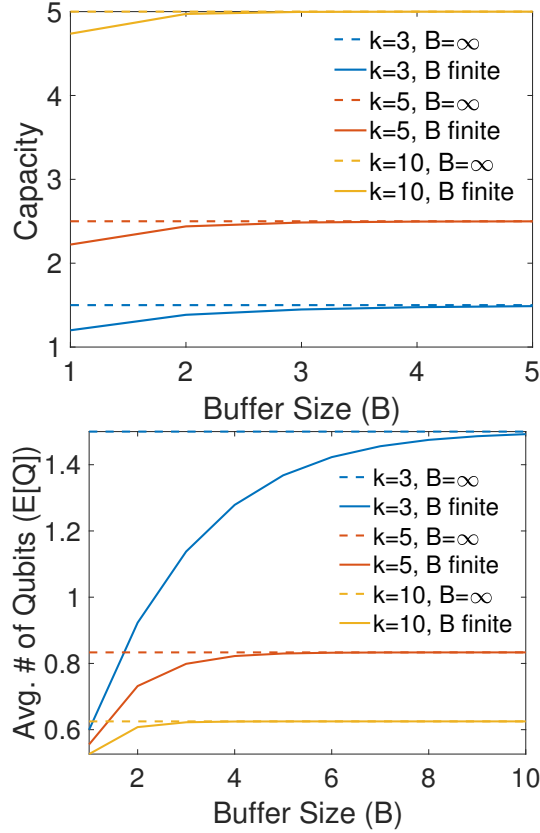 5
4
3
2
1
Capacity
k=3, B=∞
k=3, B finite
k=5, B=∞
k=5, B finite
k=10, B=∞
k=10, B finite
1 2 3 4 5
Buffer Size (B)
1.4
1.2
1
0.8
0.6
Avg. # of Qubits (E[Q])
k=3, B=∞
k=3, B finite
k=5, B=∞
k=5, B finite
k=10, B=∞
k=10, B finite
2 4 6 8 10
Buffer Size (B)